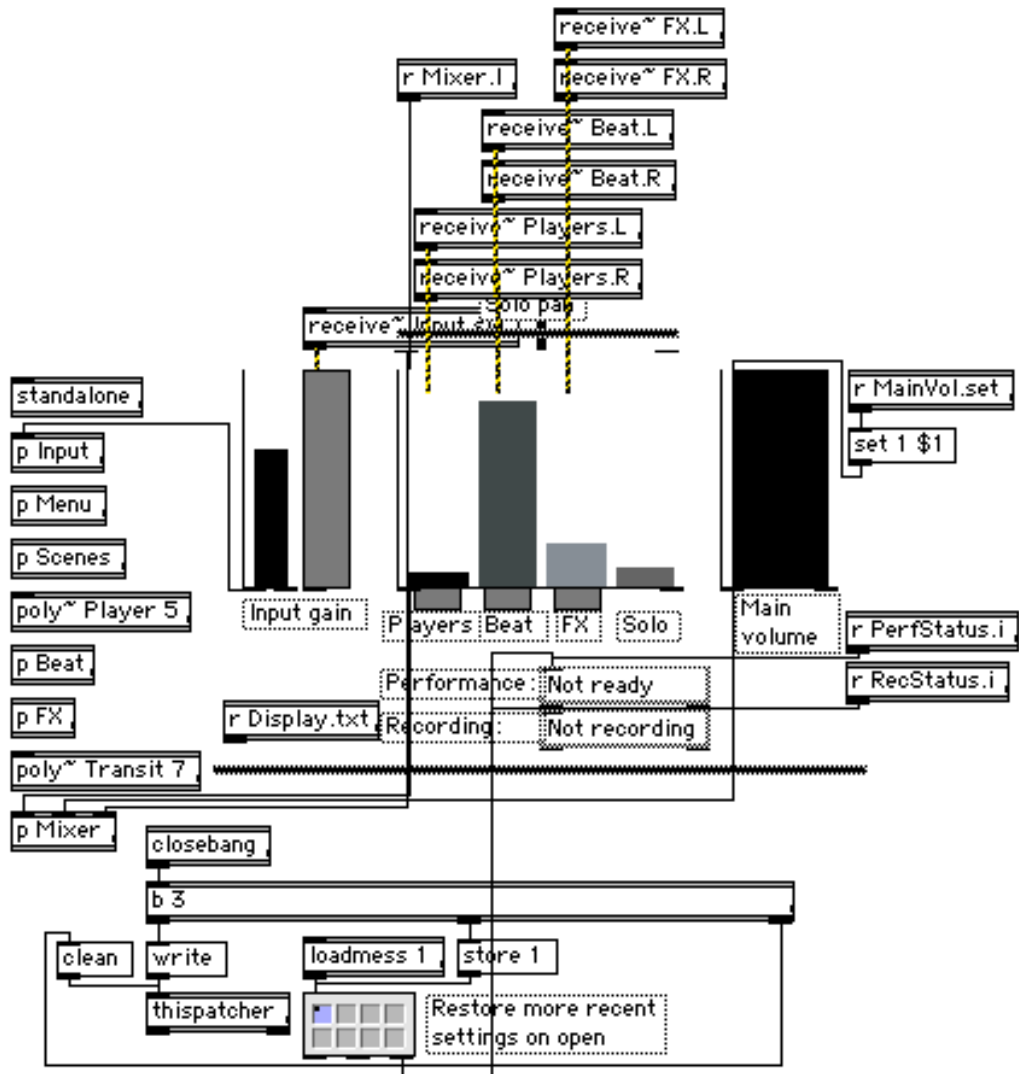 receive~ FX.L
r Mixer.l
receive~ FX.R
receive~ Beat.L
receive~ Beat.R
receive~ Players.L
receive~ Players.R
Solo pan
receive~ Input
standalone
r MainVol.set
p Input
set 1 $1
p Menu
p Scenes
poly~ Player 5
Input gain
Players
Beat
FX
Solo
Main
volume
r PerfStatus.i
p Beat
Performance:
Not ready
r RecStatus.i
p FX
r Display.txt
Recording:
Not recording
poly~ Transit 7
p Mixer
closebang
b 3
clean
write
loadmess 1
store 1
thispatcher
Restore more recent
settings on open